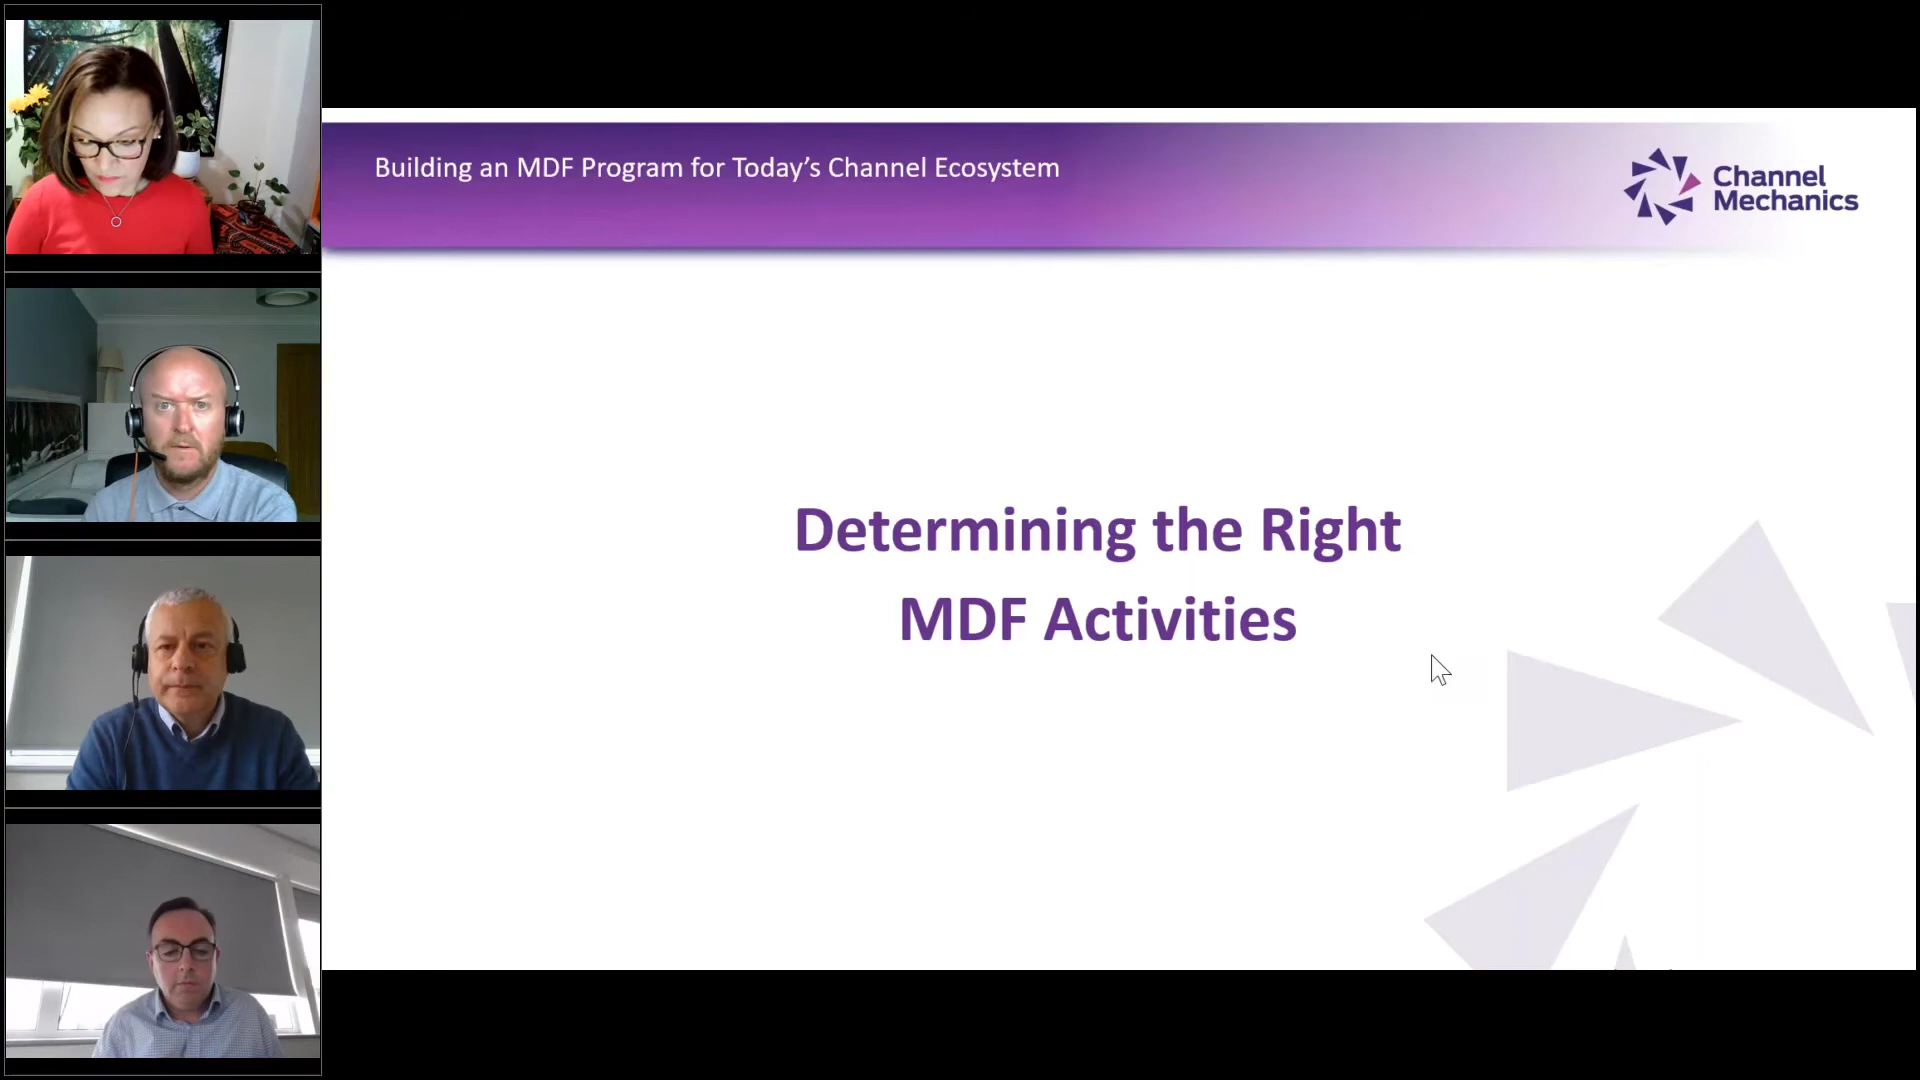 Building an MDF Program for Today’s Channel Ecosystem
Channel
Mechanics
Determining the Right
MDF Activities